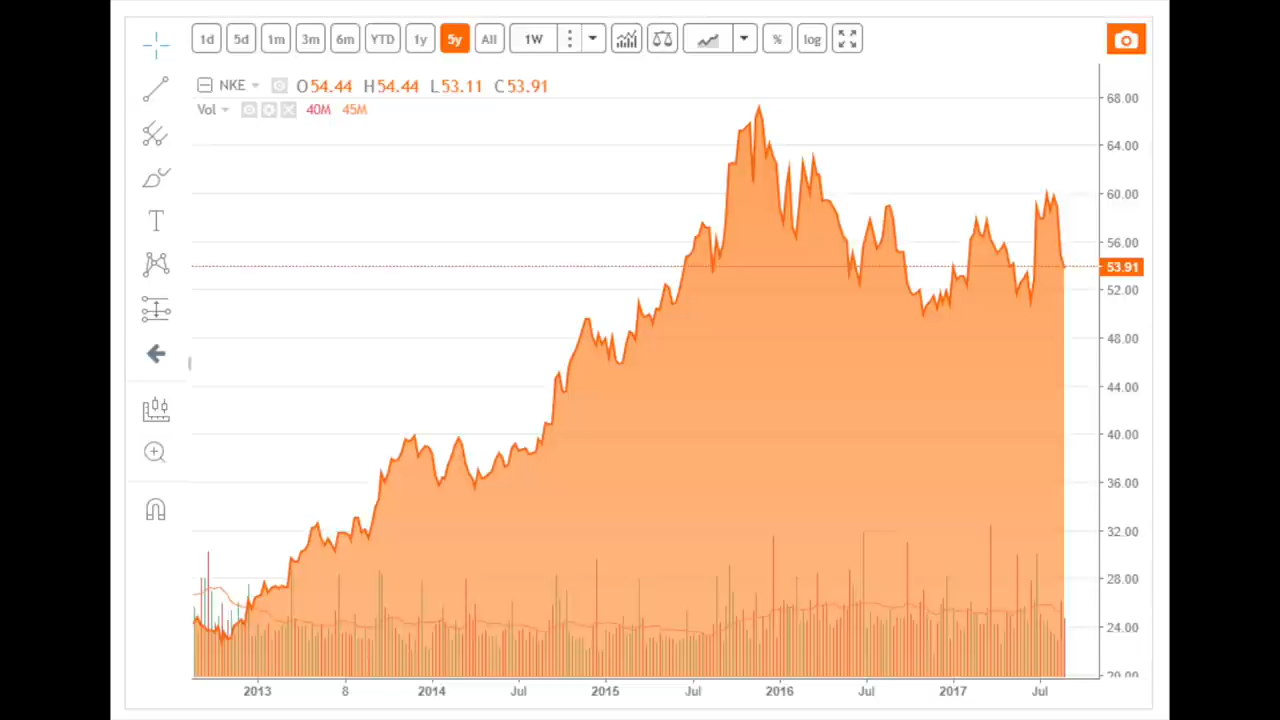 1d 5d 1m 3m 6m YTD 1y 5y All 1W % log
NKE O54.44 H54.44 L53.11 C53.91
Vol 40M 45M
T
68.00
64.00
60.00
56.00
53.91
52.00
48.00
44.00
40.00
36.00
32.00
28.00
24.00
20.00
2013 8 2014 Jul 2015 Jul 2016 Jul 2017 Jul